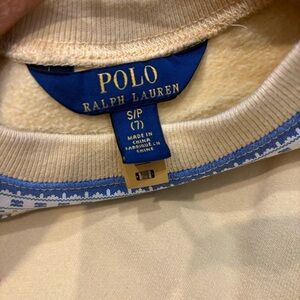 POLO
RALPH LAUREN
S/P
(7)
MADE IN
CHINA
FABRIQUÉ EN
CHINE